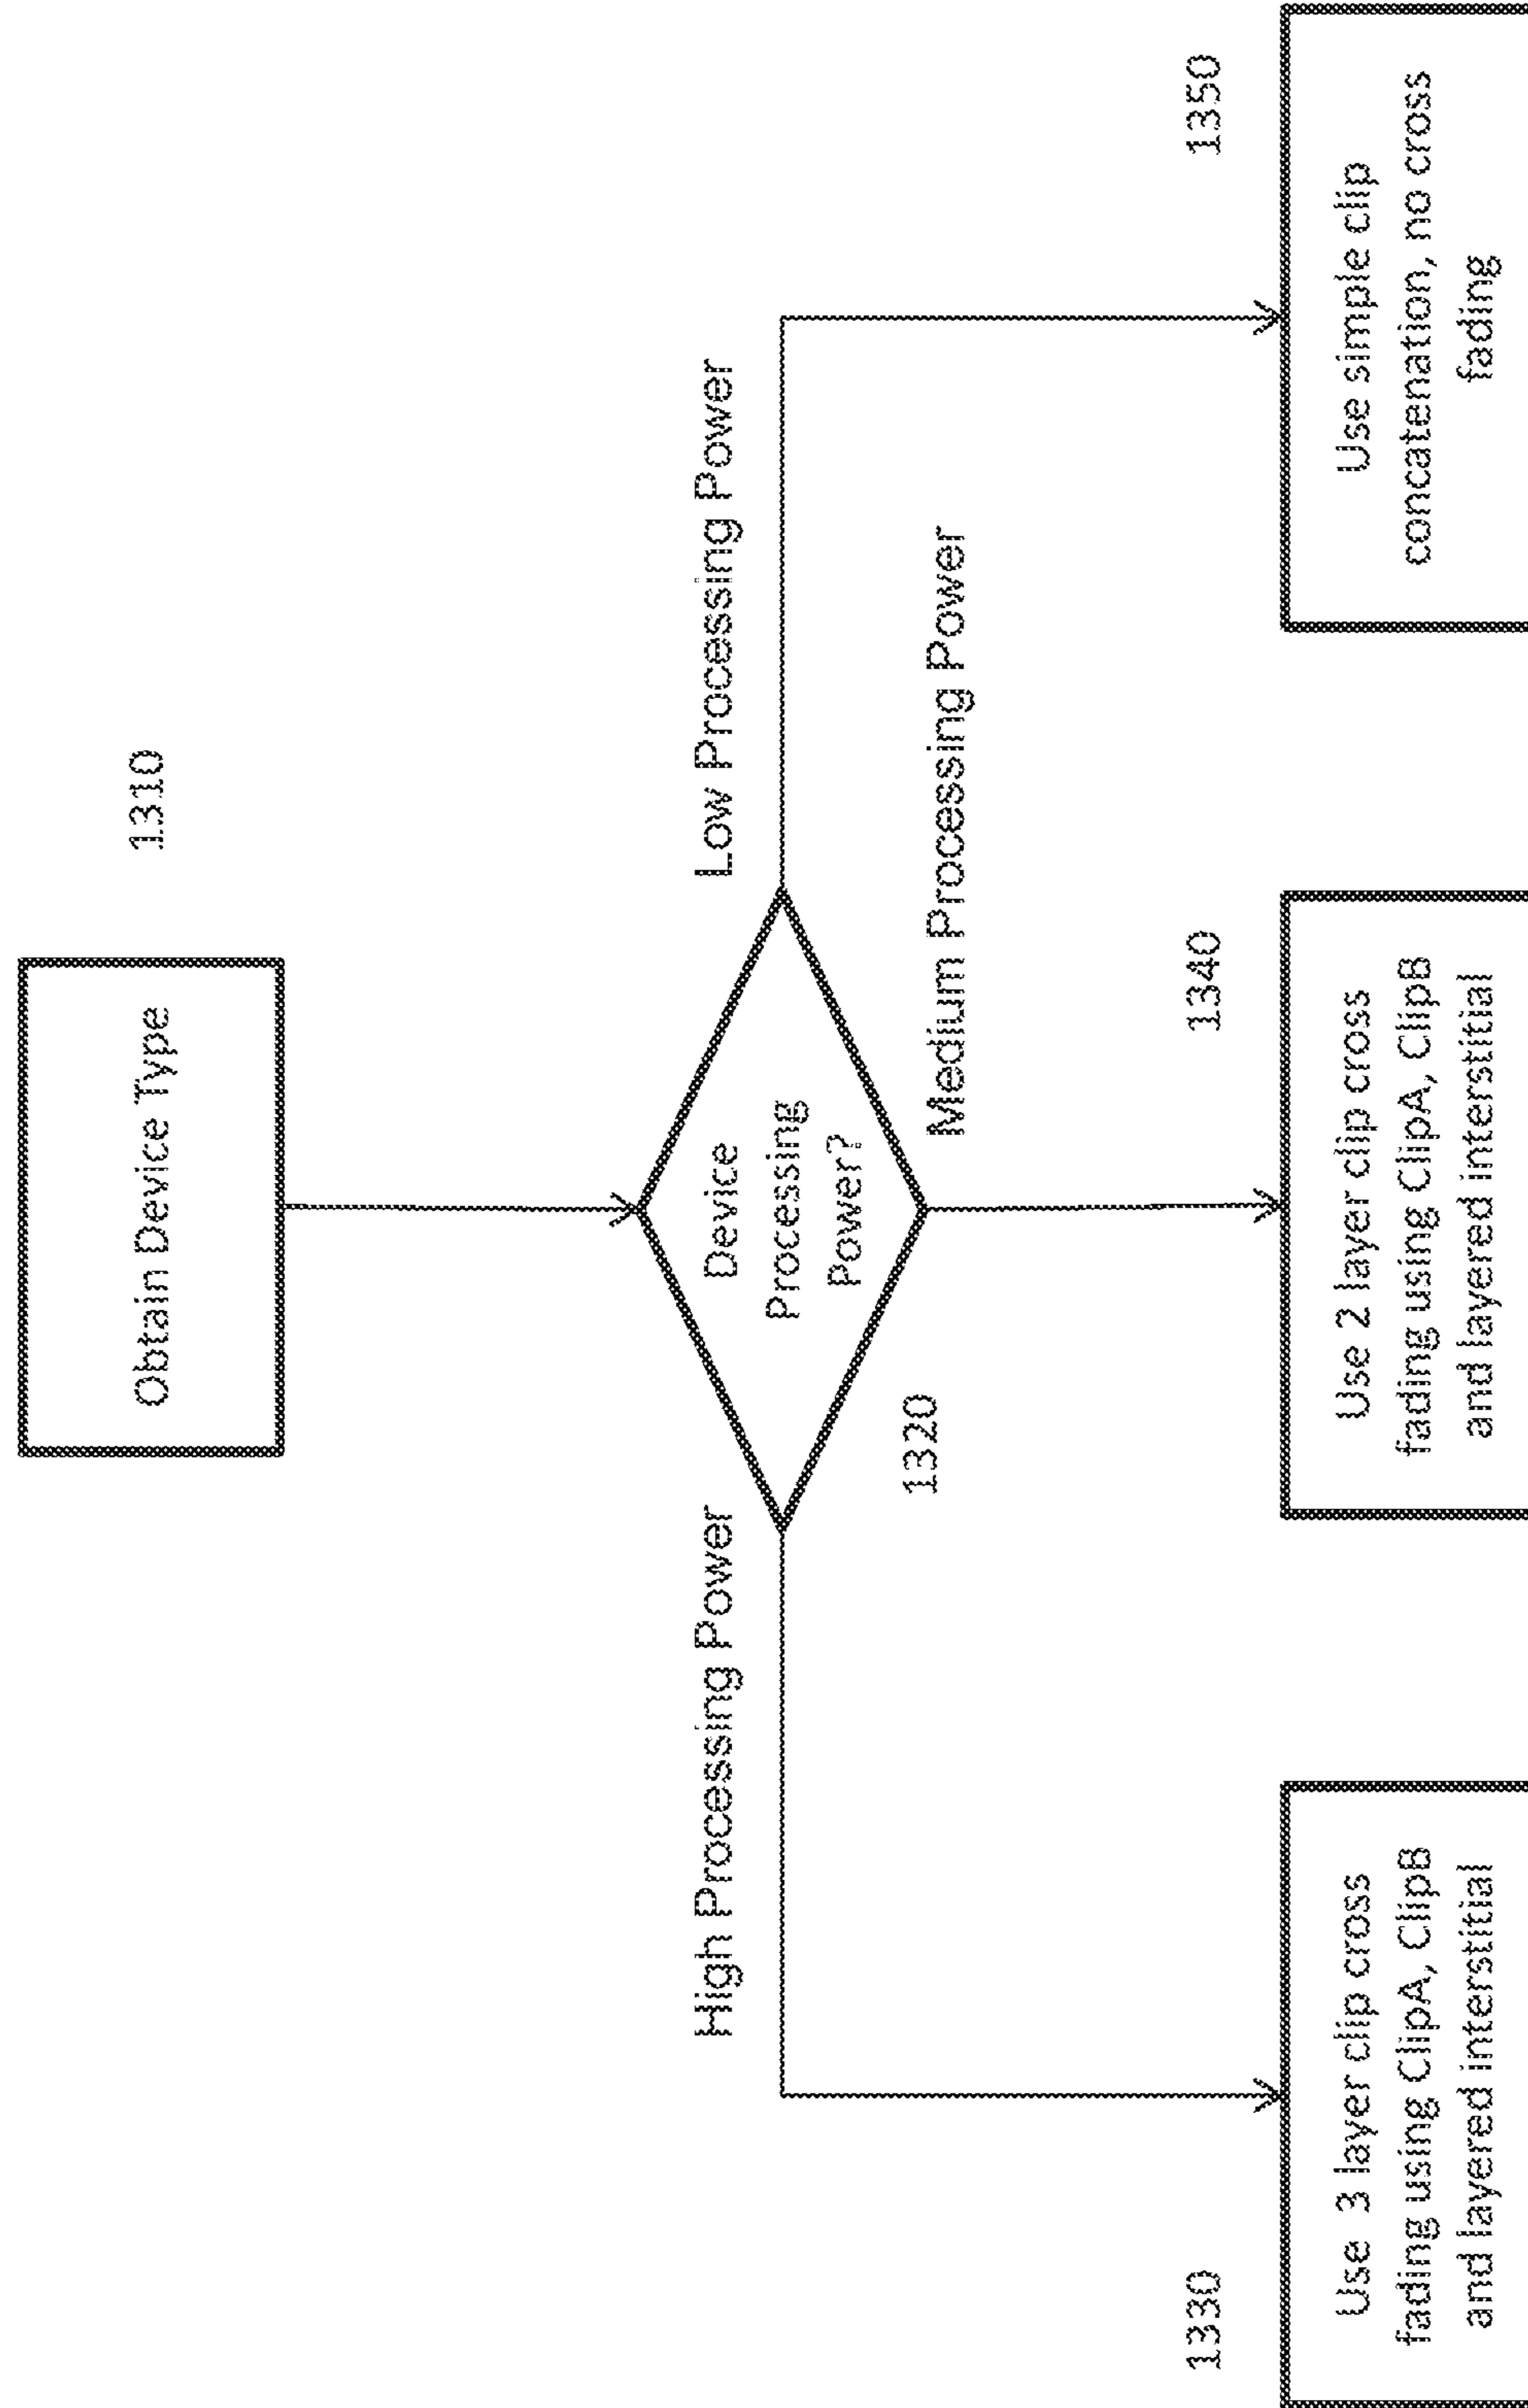 Obtain Device Type
1310
High Processing Power
Low Processing Power
Device
Processing
Power?
1320
Medium Processing Power
1330
1340
1350
Use 3 layer clip cross
fading using ClipA, ClipB
and layered interstitial
Use 2 layer clip cross
fading using ClipA, ClipB
and layered interstitial
Use simple clip
concatenation, no cross
fading